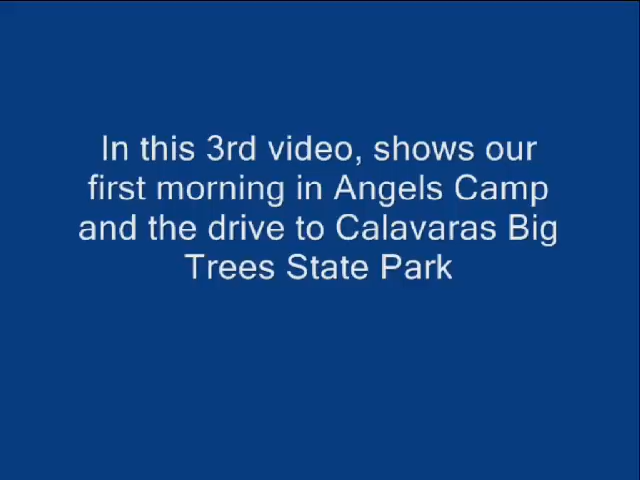 In this 3rd video, shows our
first morning in Angels Camp
and the drive to Calavaras Big
Trees State Park